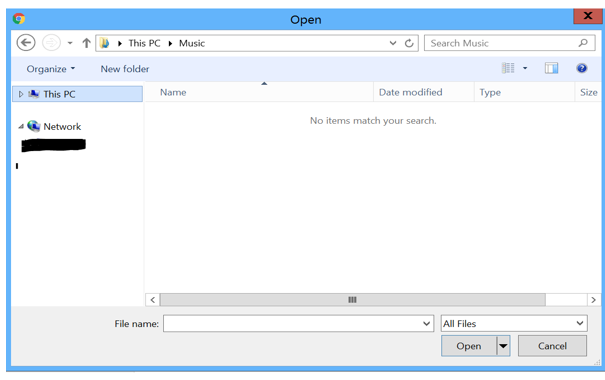 Open
This PC Music
Search Music
Organize New folder
This PC
Network
Name Date modified Type Size
No items match your search.
File name:
All Files
Open Cancel